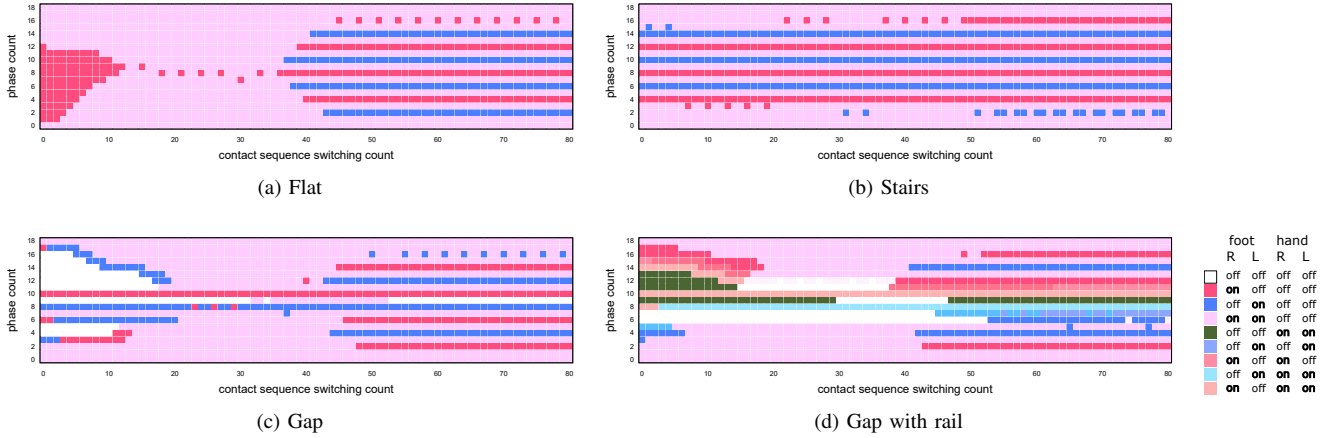 phase count
18
16
14
12
10
8
6
4
2
0
0 10 20 30 40 50 60 70 80
contact sequence switching count
(a) Flat
phase count
18
16
14
12
10
8
6
4
2
0
0 10 20 30 40 50 60 70 80
contact sequence switching count
(b) Stairs
phase count
18
16
14
12
10
8
6
4
2
0
0 10 20 30 40 50 60 70 80
contact sequence switching count
(c) Gap
phase count
18
16
14
12
10
8
6
4
2
0
0 10 20 30 40 50 60 70 80
contact sequence switching count
(d) Gap with rail
foot hand
R L R L
off off off off
on off off off
off on off off
on on off off
off off on on
off on off on
on off on off
off on on on
on off on on